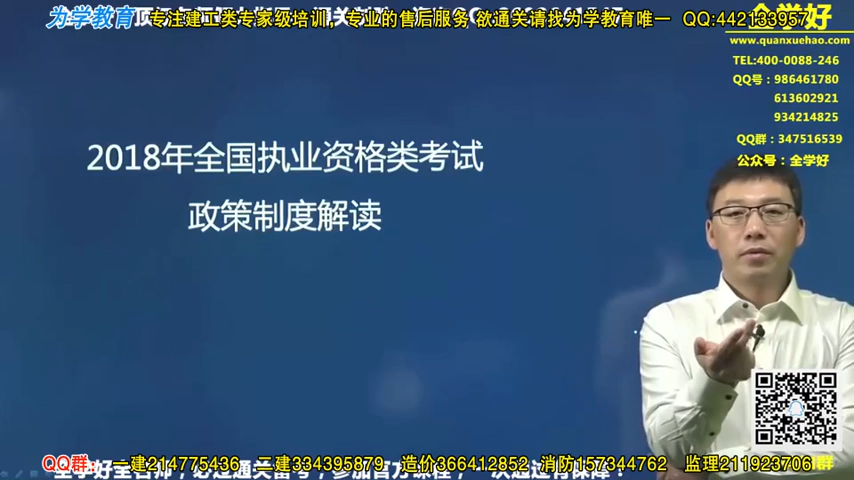 为学教育 专注建工类专家级培训，专业的售后服务 欲通关请找为学教育唯一 QQ:442133957
全学好
www.quanxuehao.com
TEL:400-0088-246
QQ号：986461780
613602921
934214825
QQ群：347516539
公众号：全学好
2018年全国执业资格类考试
政策制度解读
QQ群： 一建214775436 二建334395879 造价366412852 消防157344762 监理211923706